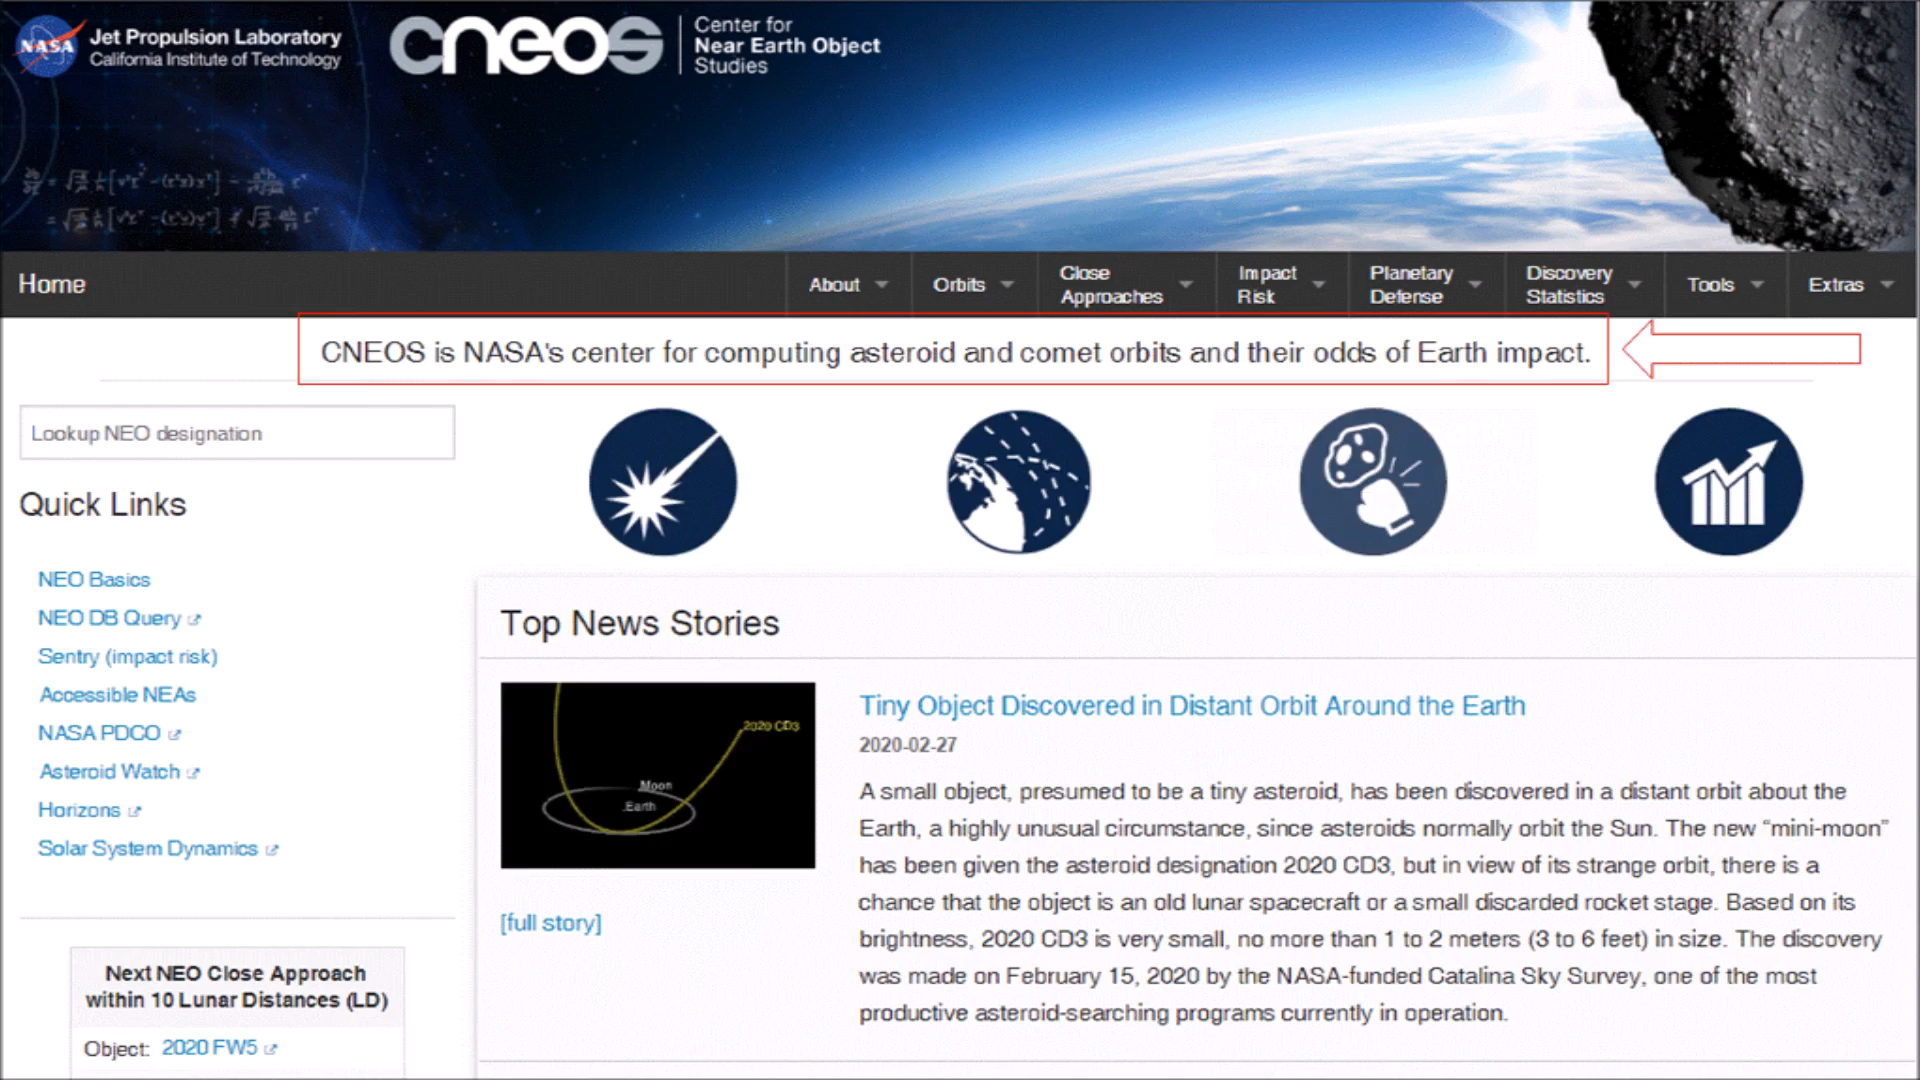 NASA
Jet Propulsion Laboratory
California Institute of Technology
cneos
Center for
Near Earth Object
Studies
Home
About
Orbits
Close
Approaches
Impact
Risk
Planetary
Defense
Discovery
Statistics
Tools
Extras
CNEOS is NASA's center for computing asteroid and comet orbits and their odds of Earth impact.
Lookup NEO designation
Quick Links
NEO Basics
NEO DB Query
Sentry (impact risk)
Accessible NEAs
NASA PDCO
Asteroid Watch
Horizons
Solar System Dynamics
Next NEO Close Approach
within 10 Lunar Distances (LD)
Object: 2020 FW5
Top News Stories
2020 CD3
Moon
Earth
[full story]
Tiny Object Discovered in Distant Orbit Around the Earth
2020-02-27
A small object, presumed to be a tiny asteroid, has been discovered in a distant orbit about the
Earth, a highly unusual circumstance, since asteroids normally orbit the Sun. The new “mini-moon”
has been given the asteroid designation 2020 CD3, but in view of its strange orbit, there is a
chance that the object is an old lunar spacecraft or a small discarded rocket stage. Based on its
brightness, 2020 CD3 is very small, no more than 1 to 2 meters (3 to 6 feet) in size. The discovery
was made on February 15, 2020 by the NASA-funded Catalina Sky Survey, one of the most
productive asteroid-searching programs currently in operation.